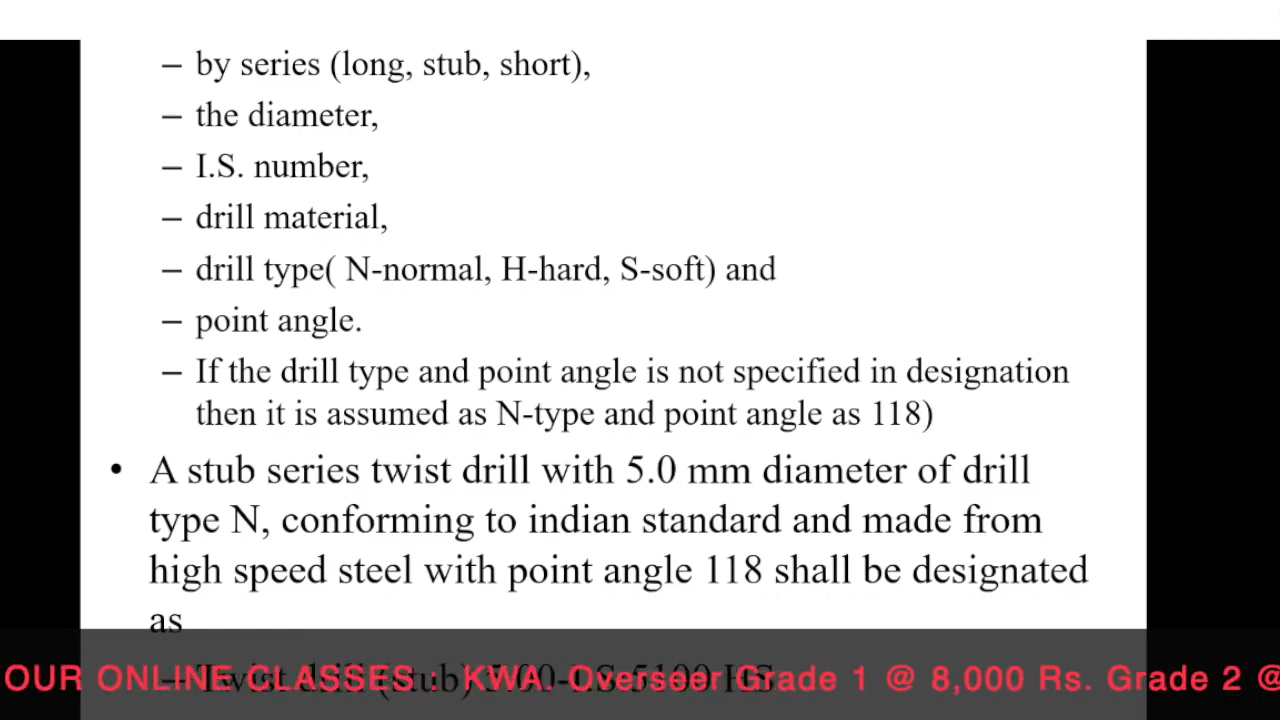 – by series (long, stub, short),
– the diameter,
– I.S. number,
– drill material,
– drill type( N-normal, H-hard, S-soft) and
– point angle.
– If the drill type and point angle is not specified in designation
then it is assumed as N-type and point angle as 118)
• A stub series twist drill with 5.0 mm diameter of drill
type N, conforming to indian standard and made from
high speed steel with point angle 118 shall be designated
as
– Twist drill (stub)
OUR ONLINE CLASSES : KWA. Overseer Grade 1 @ 8,000 Rs. Grade 2 @